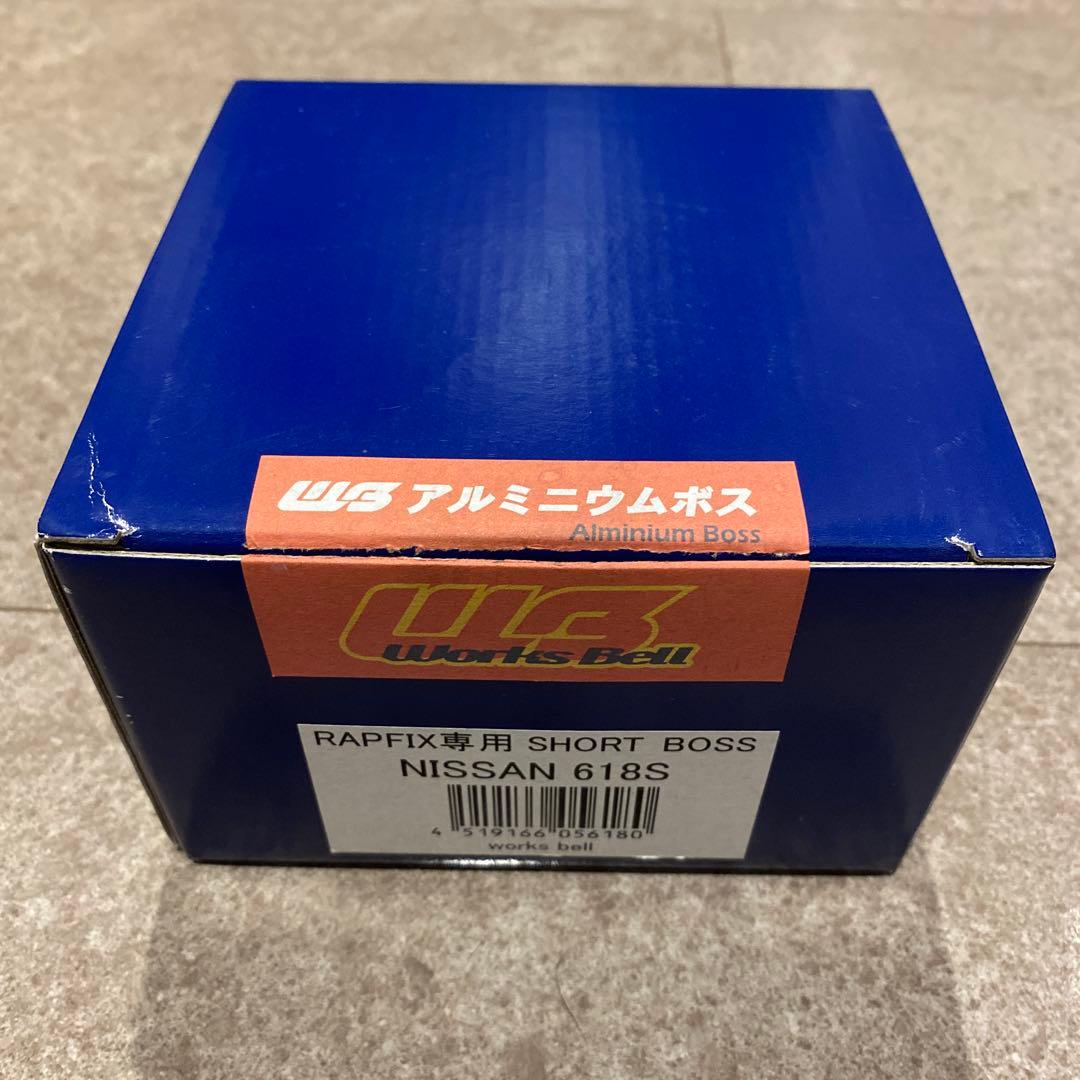 WB アルミニウムボス
Alminium Boss
WB
Works Bell
RAPFIX専用 SHORT BOSS
NISSAN 618S
4 519166 056180
works bell